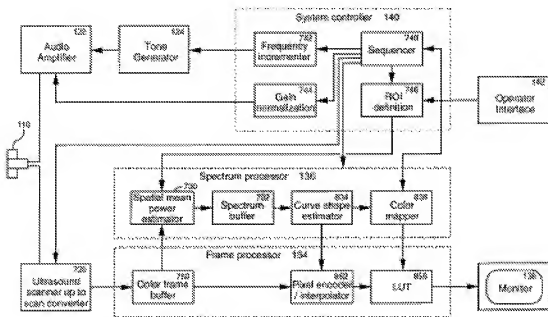 System controller 140
122
Audio
Amplifier
124
Tone
Generator
742
Frequency
incrementer
740
Sequencer
744
Gain
normalization
746
ROI
definition
142
Operator
Interface
110
Spectrum processor 136
730
Spatial mean
power
estimator
732
Spectrum
buffer
834
Curve shape
estimator
838
Color
mapper
Frame processor 134
720
Ultrasound
scanner up to
scan converter
750
Color frame
buffer
852
Pixel encoder
/ interpolator
856
LUT
138
Monitor